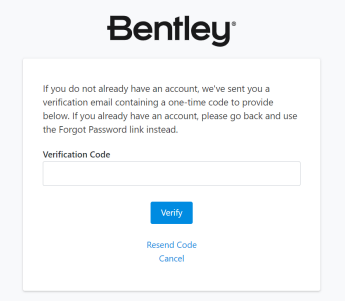 Bentley®
If you do not already have an account, we've sent you a
verification email containing a one-time code to provide
below. If you already have an account, please go back and use
the Forgot Password link instead.
Verification Code
Verify
Resend Code
Cancel